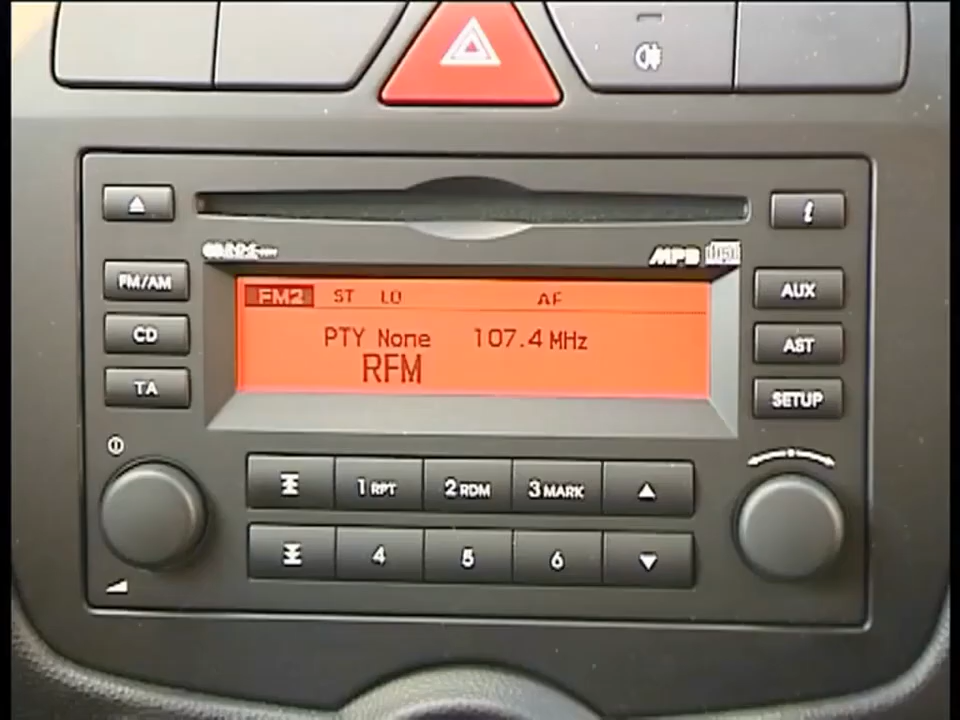 FM/AM
CD
TA
MP3
FM2 ST LO AF
PTY None 107.4 MHz
RFM
i
AUX
AST
SETUP
1 RPT 2 RDM 3 MARK
4 5 6